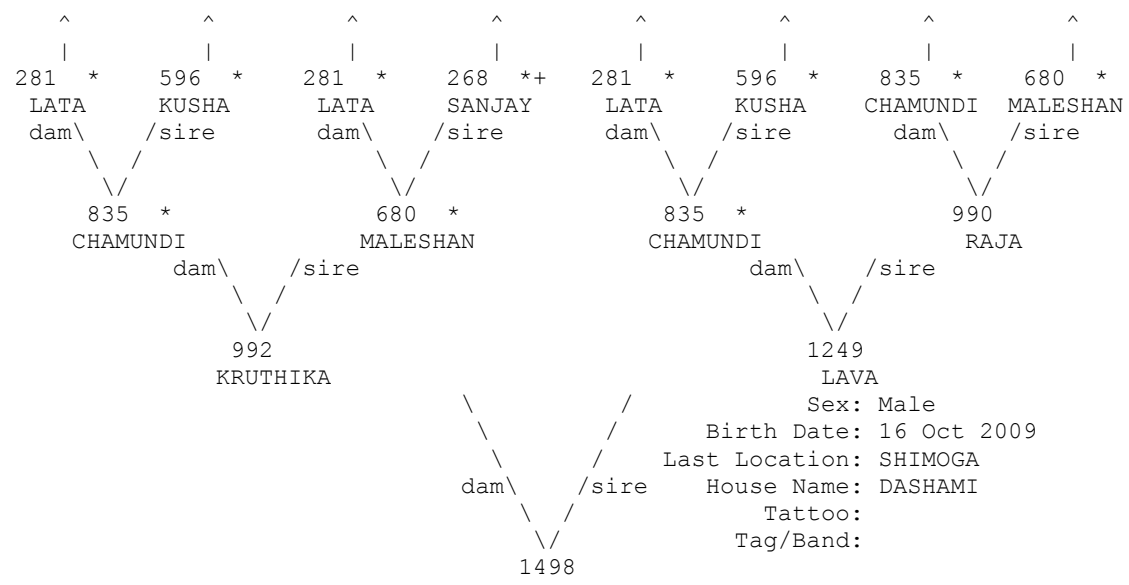 ^ ^ ^ ^ ^ ^ ^ ^
| | | | | | | |
281 * 596 * 281 * 268 *+ 281 * 596 * 835 * 680 *
LATA KUSHA LATA SANJAY LATA KUSHA CHAMUNDI MALESHAN
dam\ /sire dam\ /sire dam\ /sire dam\ /sire
\ / \ / \ / \ /
\/ \/ \/ \/
835 * 680 * 835 * 990
CHAMUNDI MALESHAN CHAMUNDI RAJA
dam\ /sire dam\ /sire
\ / \ /
\/ \/
992 1249
KRUTHIKA LAVA
\ / Sex: Male
\ / Birth Date: 16 Oct 2009
\ / Last Location: SHIMOGA
dam\ /sire House Name: DASHAMI
\ / Tattoo:
\/ Tag/Band:
1498